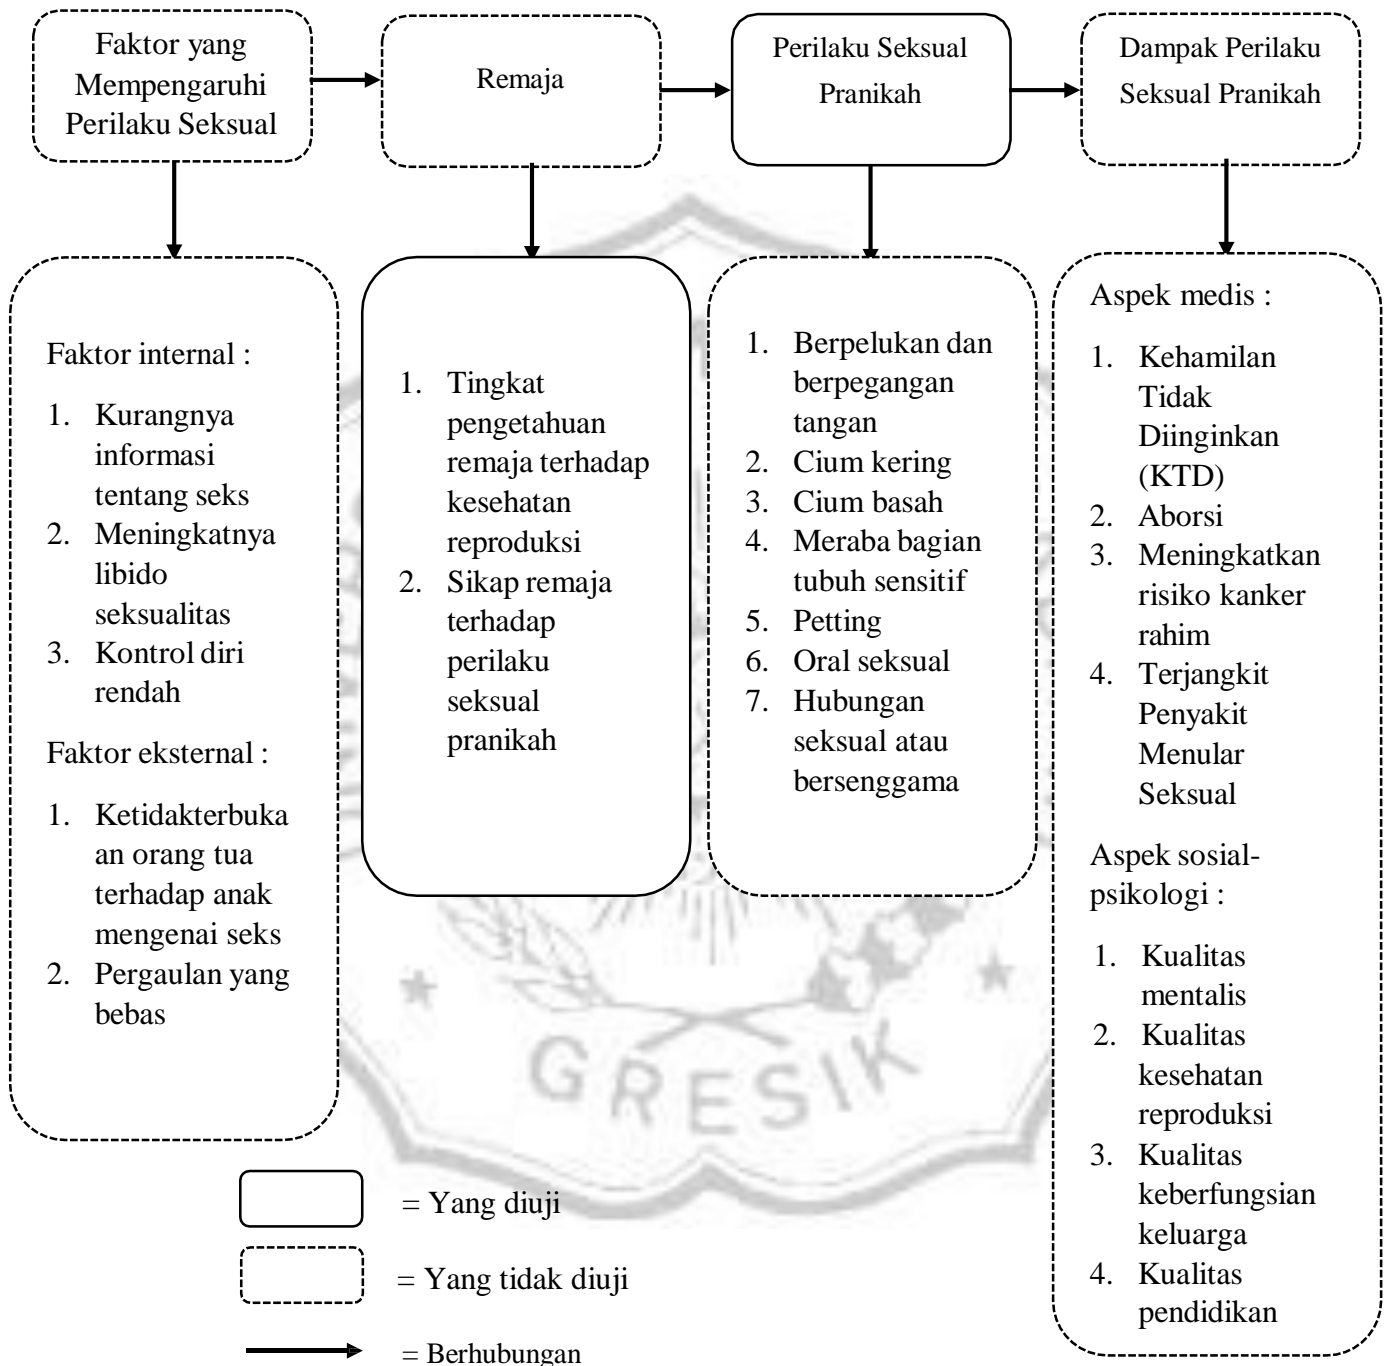 Faktor yang
Mempengaruhi
Perilaku Seksual
Remaja
Perilaku Seksual
Pranikah
Dampak Perilaku
Seksual Pranikah
Faktor internal :
1. Kurangnya
informasi
tentang seks
2. Meningkatnya
libido
seksualitas
3. Kontrol diri
rendah
Faktor eksternal :
1. Ketidakterbuka
an orang tua
terhadap anak
mengenai seks
2. Pergaulan yang
bebas
1. Tingkat
pengetahuan
remaja terhadap
kesehatan
reproduksi
2. Sikap remaja
terhadap
perilaku
seksual
pranikah
1. Berpelukan dan
berpegangan
tangan
2. Cium kering
3. Cium basah
4. Meraba bagian
tubuh sensitif
5. Petting
6. Oral seksual
7. Hubungan
seksual atau
bersenggama
Aspek medis :
1. Kehamilan
Tidak
Diinginkan
(KTD)
2. Aborsi
3. Meningkatkan
risiko kanker
rahim
4. Terjangkit
Penyakit
Menular
Seksual
Aspek sosial-
psikologi :
1. Kualitas
mentalis
2. Kualitas
kesehatan
reproduksi
3. Kualitas
keberfungsian
keluarga
4. Kualitas
pendidikan
GRESIK
= Yang diuji
= Yang tidak diuji
= Berhubungan